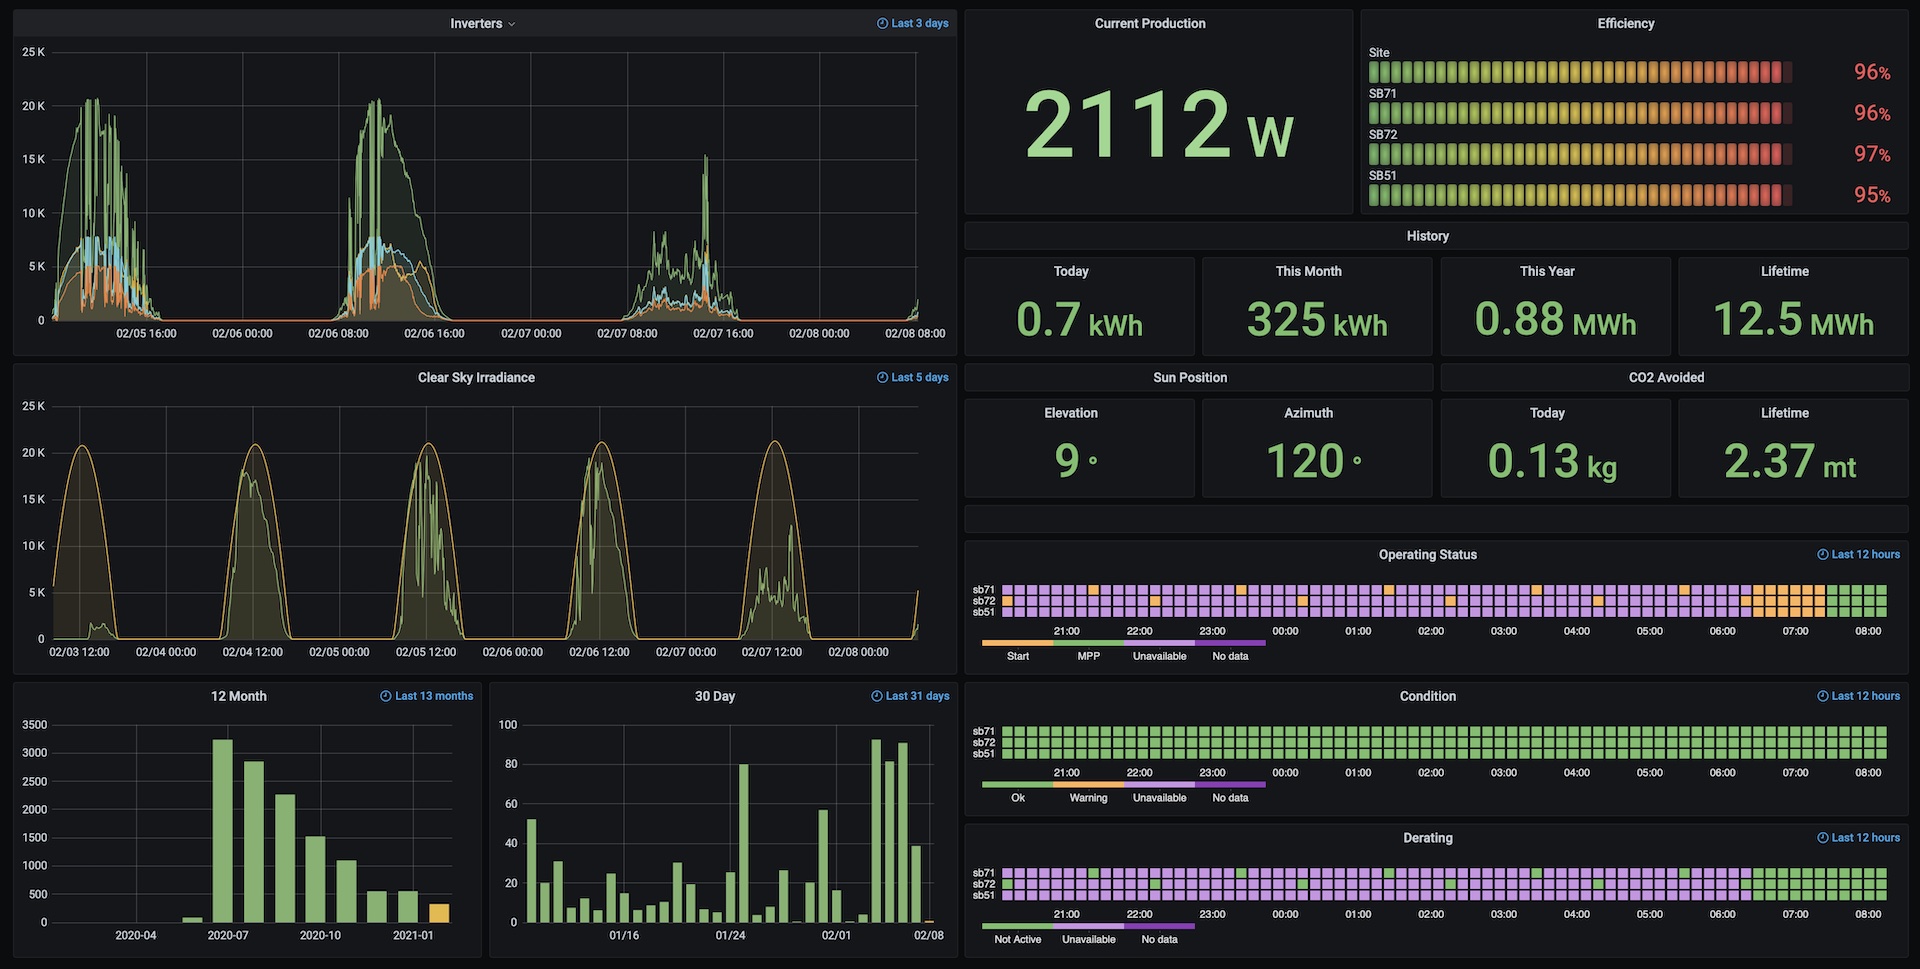 Inverters
Last 3 days
25 K
20 K
15 K
10 K
5 K
0
02/05 16:00 02/06 00:00 02/06 08:00 02/06 16:00 02/07 00:00 02/07 08:00 02/07 16:00 02/08 00:00 02/08 08:00
Clear Sky Irradiance
Last 5 days
25 K
20 K
15 K
10 K
5 K
0
02/03 12:00 02/04 00:00 02/04 12:00 02/05 00:00 02/05 12:00 02/06 00:00 02/06 12:00 02/07 00:00 02/07 12:00 02/08 00:00
12 Month
Last 13 months
3500
3000
2500
2000
1500
1000
500
0
2020-04 2020-07 2020-10 2021-01
30 Day
Last 31 days
100
80
60
40
20
0
01/16 01/24 02/01 02/08
Current Production
2112 W
Efficiency
Site
96%
SB71
96%
SB72
97%
SB51
95%
History
Today
0.7 kWh
This Month
325 kWh
This Year
0.88 MWh
Lifetime
12.5 MWh
Sun Position
Elevation
9 °
Azimuth
120 °
CO2 Avoided
Today
0.13 kg
Lifetime
2.37 mt
Operating Status
Last 12 hours
sb71
sb72
sb51
21:00 22:00 23:00 00:00 01:00 02:00 03:00 04:00 05:00 06:00 07:00 08:00
Start MPP Unavailable No data
Condition
Last 12 hours
sb71
sb72
sb51
21:00 22:00 23:00 00:00 01:00 02:00 03:00 04:00 05:00 06:00 07:00 08:00
Ok Warning Unavailable No data
Derating
Last 12 hours
sb71
sb72
sb51
21:00 22:00 23:00 00:00 01:00 02:00 03:00 04:00 05:00 06:00 07:00 08:00
Not Active Unavailable No data